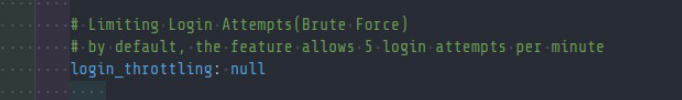 # Limiting Login Attempts(Brute Force)
# by default, the feature allows 5 login attempts per minute
login_throttling: null